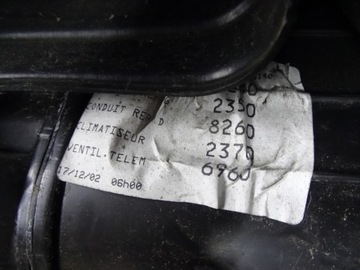 CONDUIT 2350
CLIMATISEUR 8260
VENTIL.TELEM 2370
17/12/02 06h00 6960